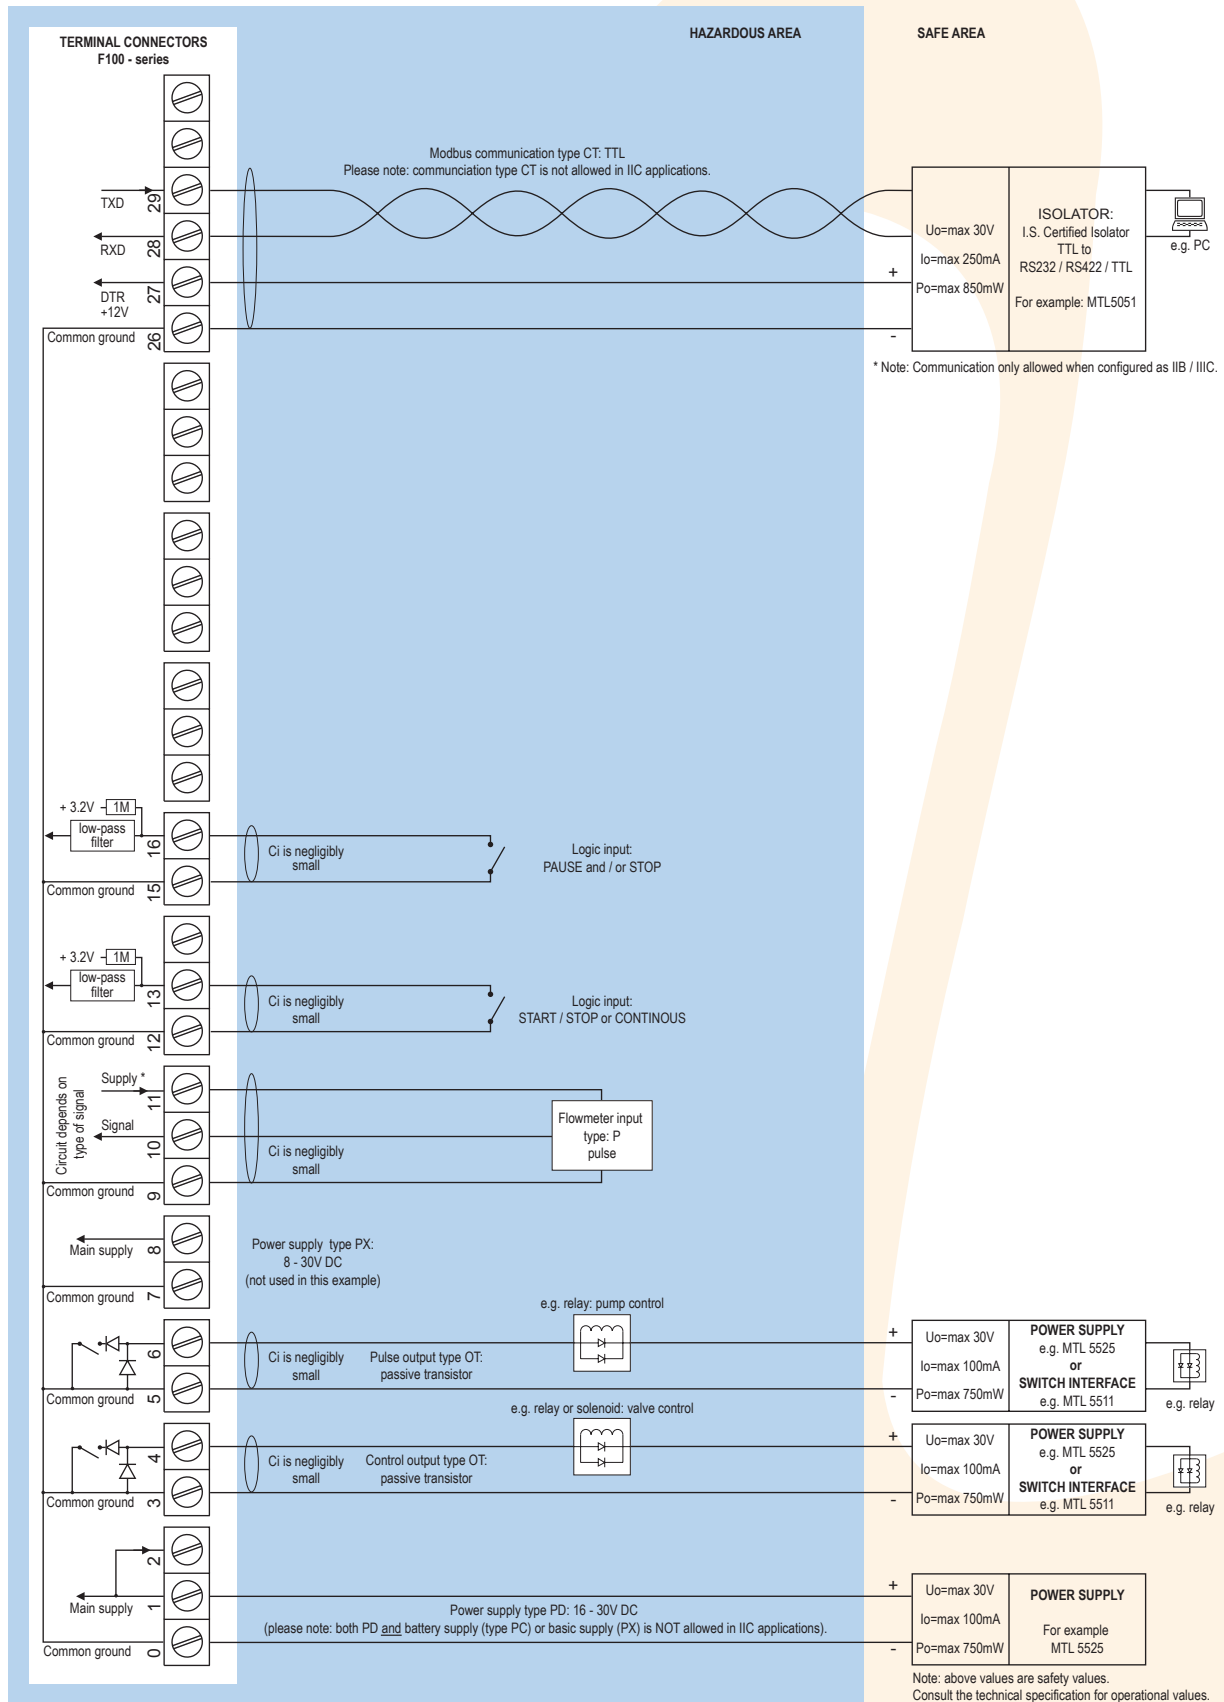 TERMINAL CONNECTORS
F100 - series
HAZARDOUS AREA
SAFE AREA
Modbus communication type CT: TTL
Please note: communciation type CT is not allowed in IIC applications.
TXD
29
RXD
28
DTR
+12V
27
Common ground
26
+
-
Uo=max 30V
Io=max 250mA
Po=max 850mW
ISOLATOR:
I.S. Certified Isolator
TTL to
RS232 / RS422 / TTL
For example: MTL5051
e.g. PC
* Note: Communication only allowed when configured as IIB / IIIC.
+ 3.2V
1M
low-pass
filter
16
Common ground
15
Ci is negligibly
small
Logic input:
PAUSE and / or STOP
+ 3.2V
1M
low-pass
filter
13
Common ground
12
Ci is negligibly
small
Logic input:
START / STOP or CONTINOUS
Circuit depends on
type of signal
Supply *
11
Signal
10
Common ground
9
Ci is negligibly
small
Flowmeter input
type: P
pulse
Main supply
8
Common ground
7
Power supply type PX:
8 - 30V DC
(not used in this example)
6
Common ground
5
Ci is negligibly
small
Pulse output type OT:
passive transistor
e.g. relay: pump control
+
-
Uo=max 30V
Io=max 100mA
Po=max 750mW
POWER SUPPLY
e.g. MTL 5525
or
SWITCH INTERFACE
e.g. MTL 5511
e.g. relay
4
Common ground
3
Ci is negligibly
small
Control output type OT:
passive transistor
e.g. relay or solenoid: valve control
+
-
Uo=max 30V
Io=max 100mA
Po=max 750mW
POWER SUPPLY
e.g. MTL 5525
or
SWITCH INTERFACE
e.g. MTL 5511
e.g. relay
2
Main supply
1
Common ground
0
Power supply type PD: 16 - 30V DC
(please note: both PD and battery supply (type PC) or basic supply (PX) is NOT allowed in IIC applications).
+
-
Uo=max 30V
Io=max 100mA
Po=max 750mW
POWER SUPPLY
For example
MTL 5525
Note: above values are safety values.
Consult the technical specification for operational values.